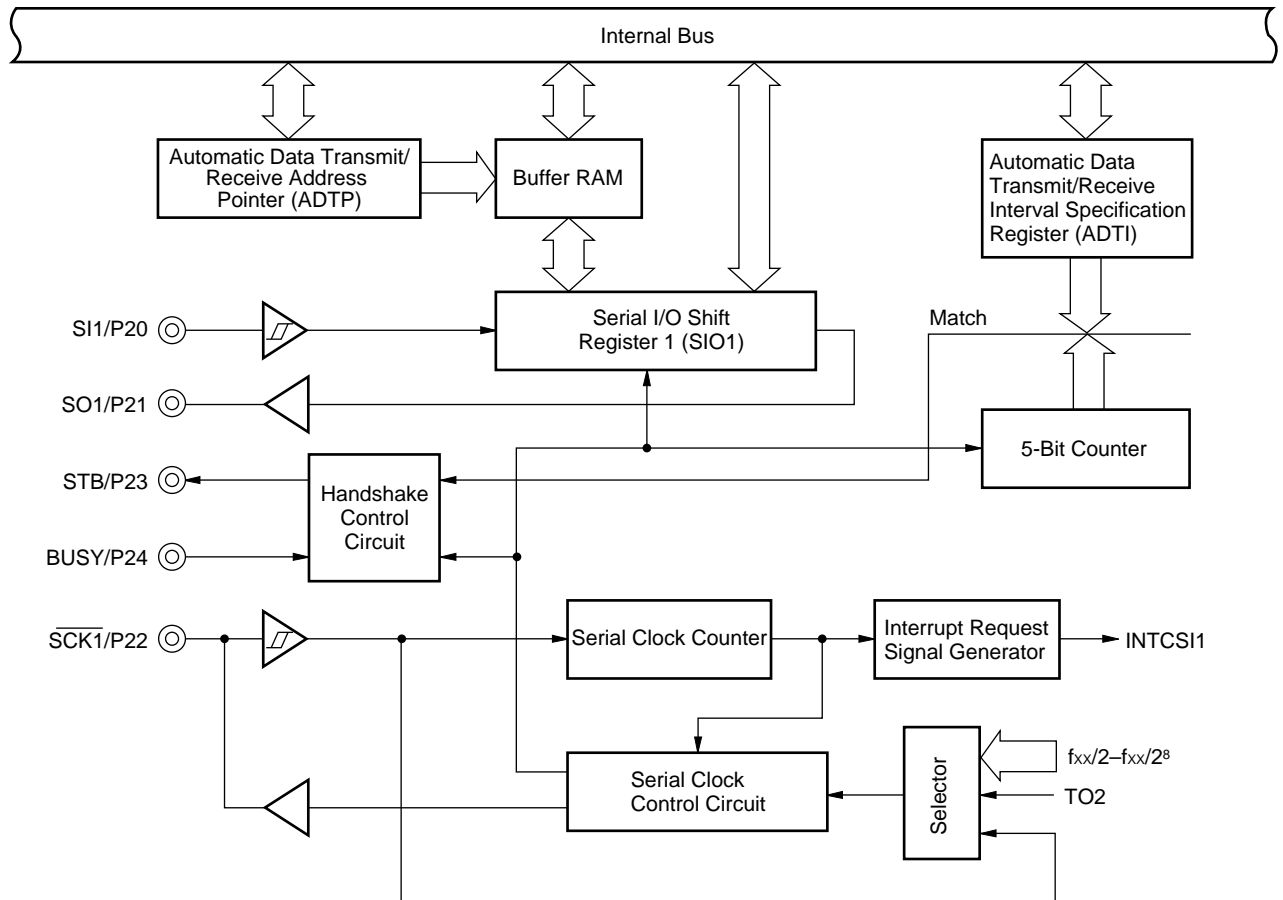 Internal Bus
Automatic Data Transmit/
Receive Address
Pointer (ADTP)
Buffer RAM
Automatic Data
Transmit/Receive
Interval Specification
Register (ADTI)
SI1/P20
Serial I/O Shift
Register 1 (SIO1)
Match
SO1/P21
5-Bit Counter
STB/P23
Handshake
Control
Circuit
BUSY/P24
SCK1/P22
Serial Clock Counter
Interrupt Request
Signal Generator
INTCSI1
Serial Clock
Control Circuit
Selector
fxx/2–fxx/2⁸
TO2